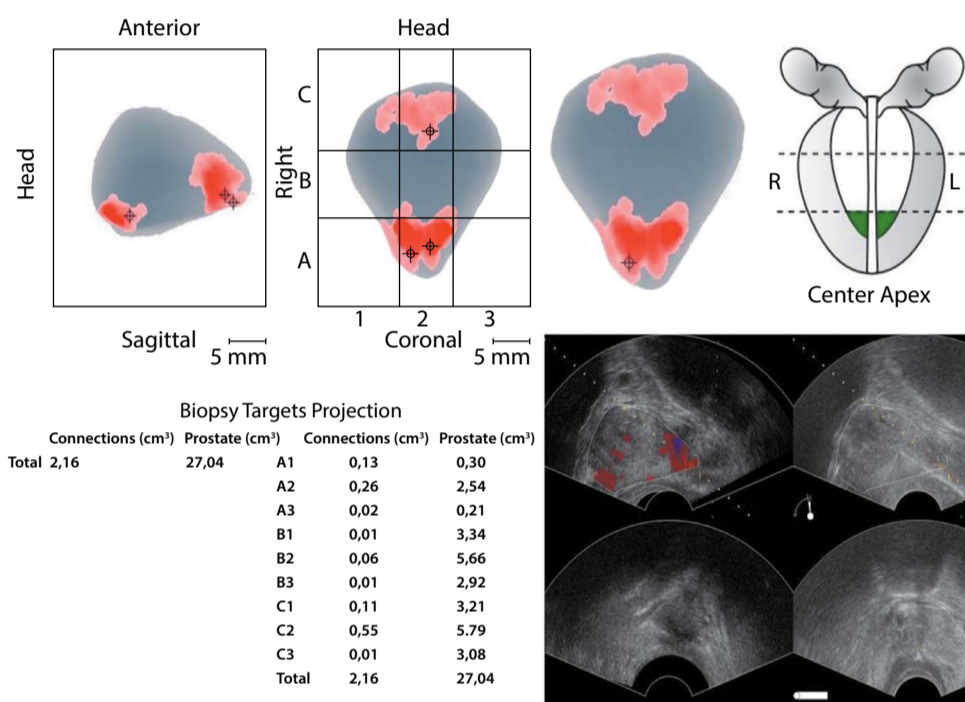 Anterior
Head
Sagittal
5 mm
Head
Right
C
B
A
1 2 3
Coronal
5 mm
R
L
Center Apex
Biopsy Targets Projection
Connections (cm³) Prostate (cm³) Connections (cm³) Prostate (cm³)
Total 2,16 27,04 A1 0,13 0,30
A2 0,26 2,54
A3 0,02 0,21
B1 0,01 3,34
B2 0,06 5,66
B3 0,01 2,92
C1 0,11 3,21
C2 0,55 5.79
C3 0,01 3,08
Total 2,16 27,04